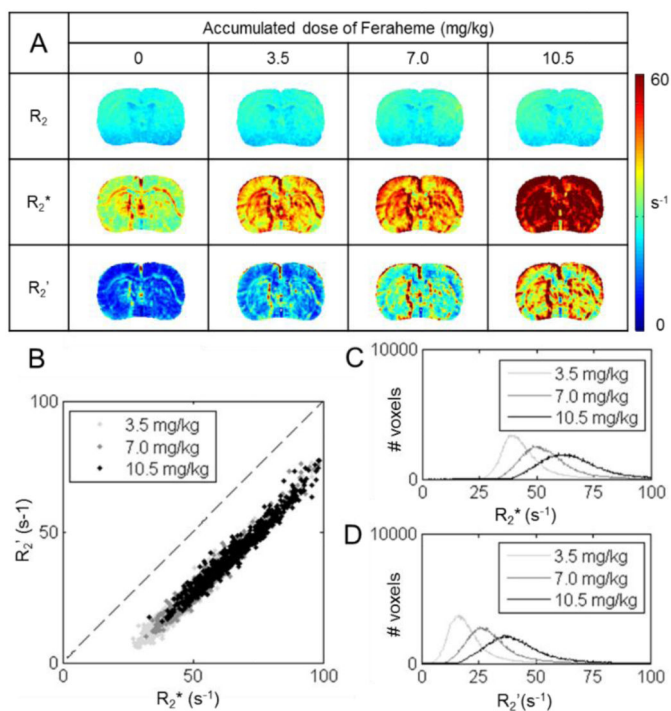 A
Accumulated dose of Feraheme (mg/kg)
0 3.5 7.0 10.5
R2
R2*
R2'
60
s-1
0
B
100
3.5 mg/kg
7.0 mg/kg
10.5 mg/kg
R2' (s-1)
50
0
0 50 100
R2* (s-1)
C
10000
3.5 mg/kg
7.0 mg/kg
10.5 mg/kg
# voxels
0
0 25 50 75 100
R2* (s-1)
D
10000
3.5 mg/kg
7.0 mg/kg
10.5 mg/kg
# voxels
0
0 25 50 75 100
R2'(s-1)